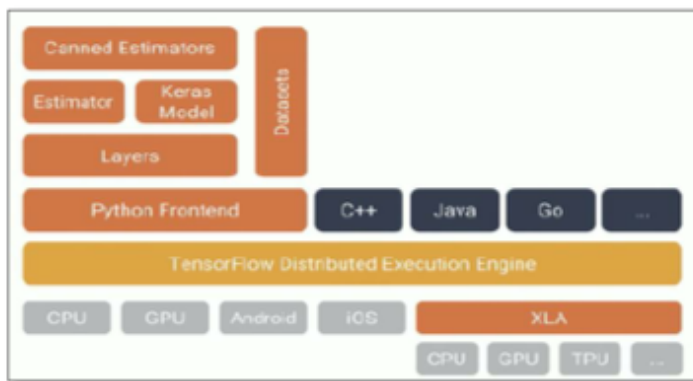 Canned Estimators
Datasets
Estimator
Keras
Model
Layers
Python Frontend
C++
Java
Go
...
TensorFlow Distributed Execution Engine
CPU
GPU
Android
iOS
XLA
CPU
GPU
TPU
...